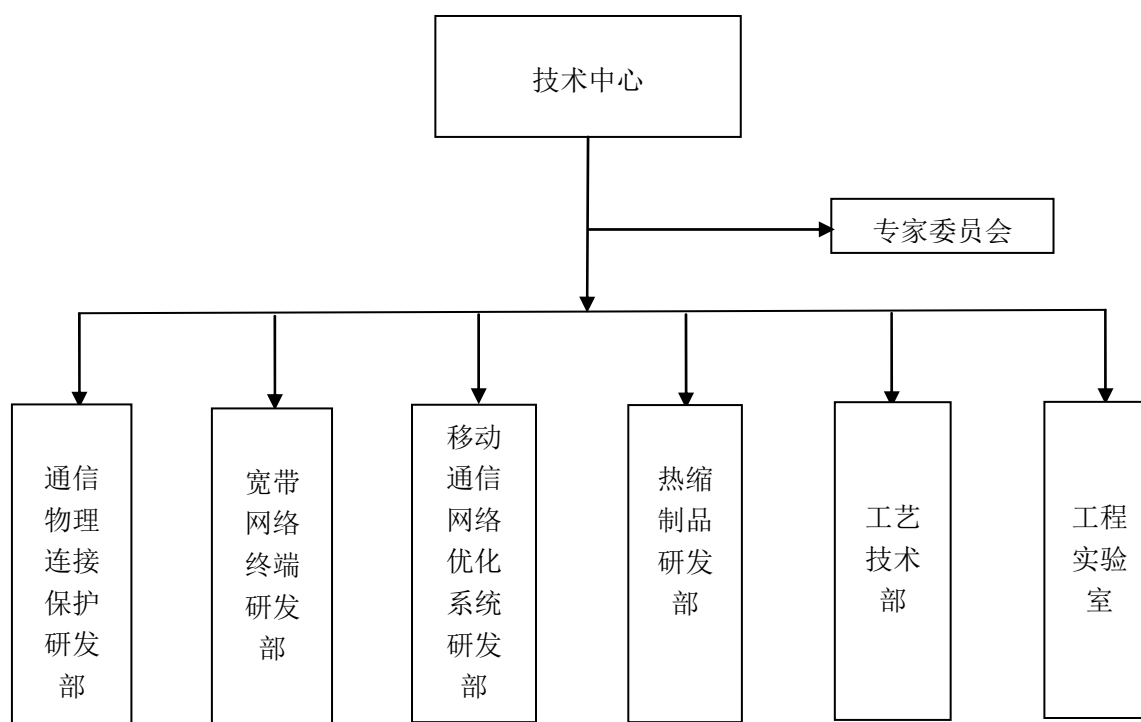 技术中心
专家委员会
通信
物理
连接
保护
研发
部
宽带
网络
终端
研发
部
移动
通信
网络
优化
系统
研发
部
热缩
制品
研发
部
工艺
技术
部
工程
实验
室